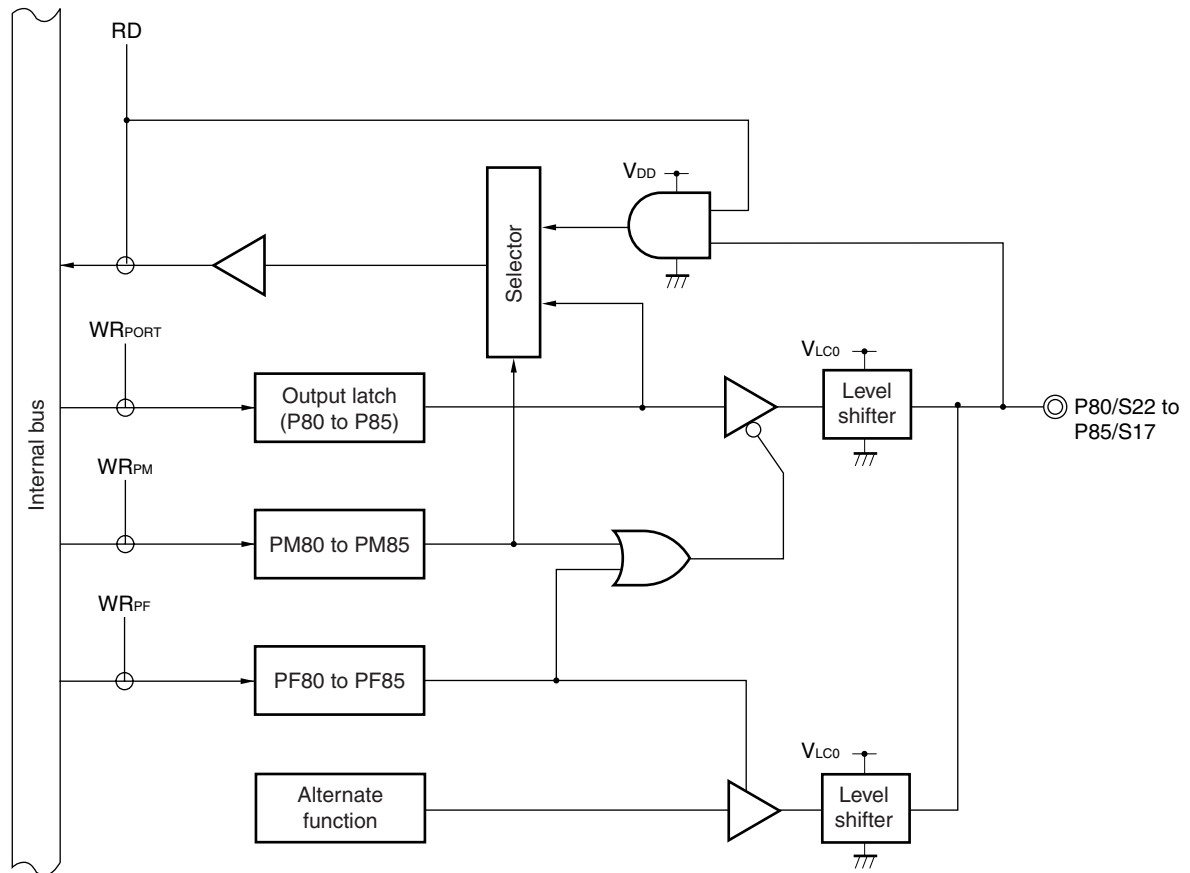 RD
VDD
Selector
WRPORT
VLC0
Output latch
(P80 to P85)
Level
shifter
P80/S22 to
P85/S17
Internal bus
WRPM
PM80 to PM85
WRPF
PF80 to PF85
VLC0
Alternate
function
Level
shifter